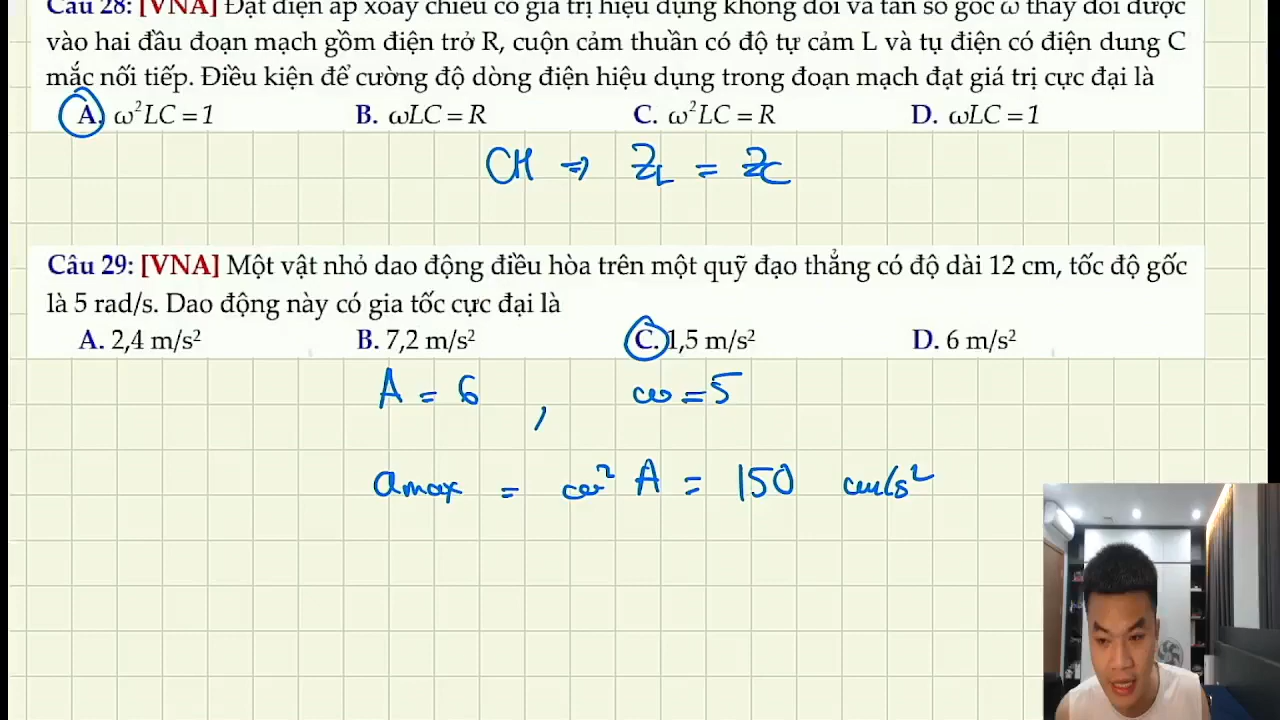 Câu 28: [VNA] Đặt điện áp xoay chiều có giá trị hiệu dụng không đổi và tần số góc ω thay đổi được
vào hai đầu đoạn mạch gồm điện trở R, cuộn cảm thuần có độ tự cảm L và tụ điện có điện dung C
mắc nối tiếp. Điều kiện để cường độ dòng điện hiệu dụng trong đoạn mạch đạt giá trị cực đại là
A. ω²LC = 1 B. ωLC = R C. ω²LC = R D. ωLC = 1
CH ⇒ Z_L = Z_C
Câu 29: [VNA] Một vật nhỏ dao động điều hòa trên một quỹ đạo thẳng có độ dài 12 cm, tốc độ gốc
là 5 rad/s. Dao động này có gia tốc cực đại là
A. 2,4 m/s² B. 7,2 m/s² C. 1,5 m/s² D. 6 m/s²
A = 6 , ω = 5
amax = ω² A = 150 cm/s²